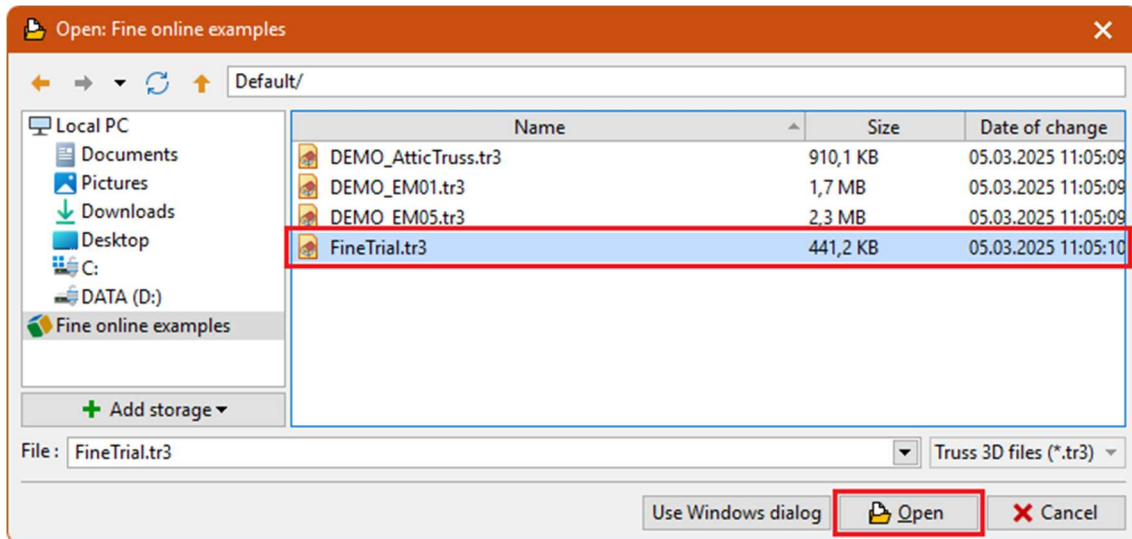 Open: Fine online examples
Default/
Local PC
Documents
Pictures
Downloads
Desktop
C:
DATA (D:)
Fine online examples
Add storage
Name Size Date of change
DEMO_AtticTruss.tr3 910,1 KB 05.03.2025 11:05:09
DEMO_EM01.tr3 1,7 MB 05.03.2025 11:05:09
DEMO_EM05.tr3 2,3 MB 05.03.2025 11:05:09
FineTrial.tr3 441,2 KB 05.03.2025 11:05:10
File : FineTrial.tr3 Truss 3D files (*.tr3)
Use Windows dialog Open Cancel